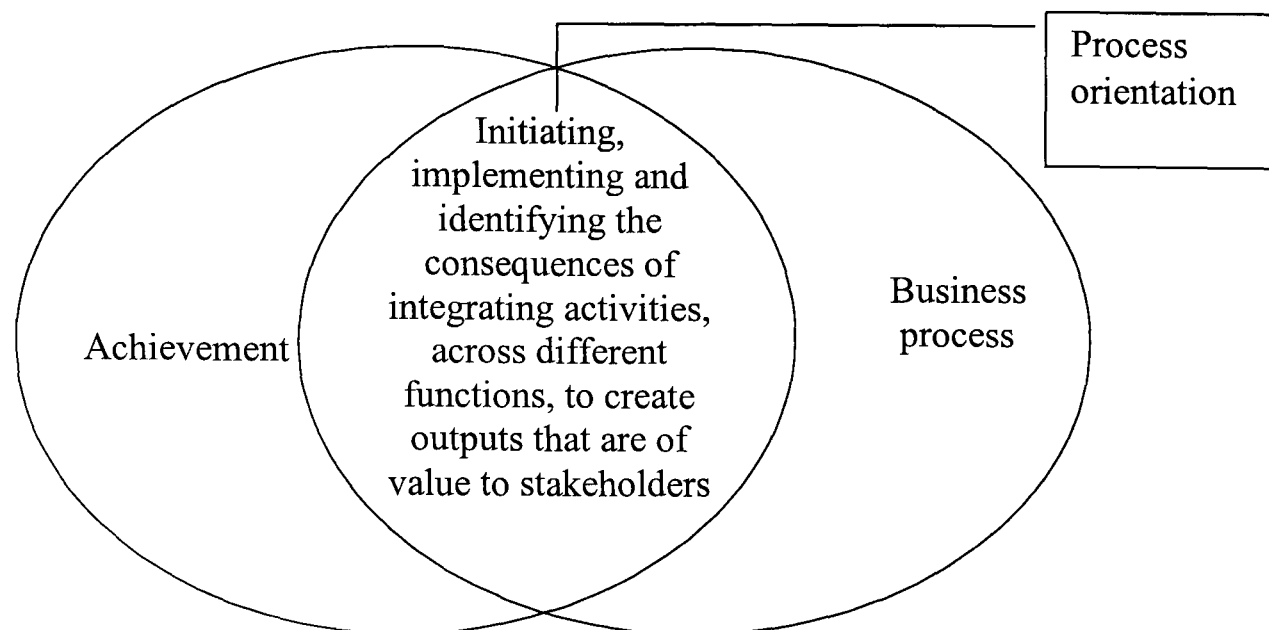 Process
orientation
Initiating,
implementing and
identifying the
consequences of
integrating activities,
across different
functions, to create
outputs that are of
value to stakeholders
Achievement
Business
process